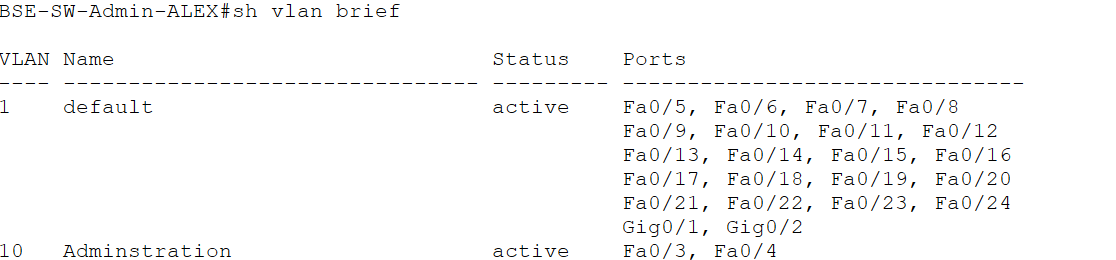 BSE-SW-Admin-ALEX#sh vlan brief
VLAN Name Status Ports
---- -------------------------------- --------- -------------------------------
1 default active Fa0/5, Fa0/6, Fa0/7, Fa0/8
Fa0/9, Fa0/10, Fa0/11, Fa0/12
Fa0/13, Fa0/14, Fa0/15, Fa0/16
Fa0/17, Fa0/18, Fa0/19, Fa0/20
Fa0/21, Fa0/22, Fa0/23, Fa0/24
Gig0/1, Gig0/2
10 Adminstration active Fa0/3, Fa0/4